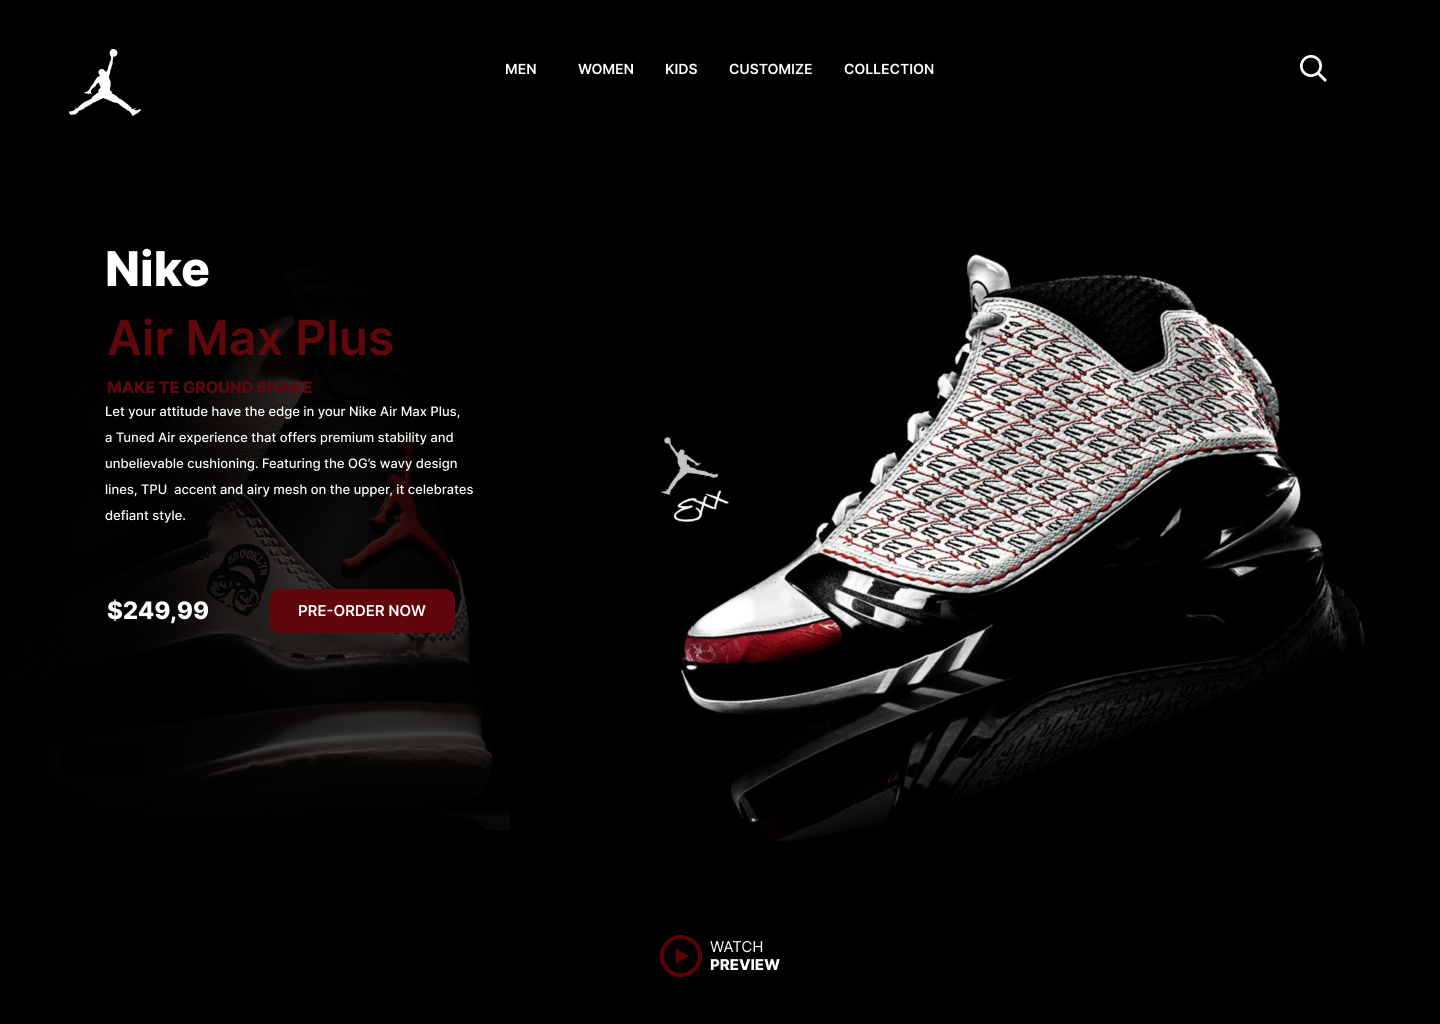 MEN WOMEN KIDS CUSTOMIZE COLLECTION
Nike
Air Max Plus
MAKE TE GROUND SHAKE
Let your attitude have the edge in your Nike Air Max Plus,
a Tuned Air experience that offers premium stability and
unbelievable cushioning. Featuring the OG’s wavy design
lines, TPU  accent and airy mesh on the upper, it celebrates
defiant style.
BROOKLYN
$249,99
PRE-ORDER NOW
Exx
WATCH
PREVIEW